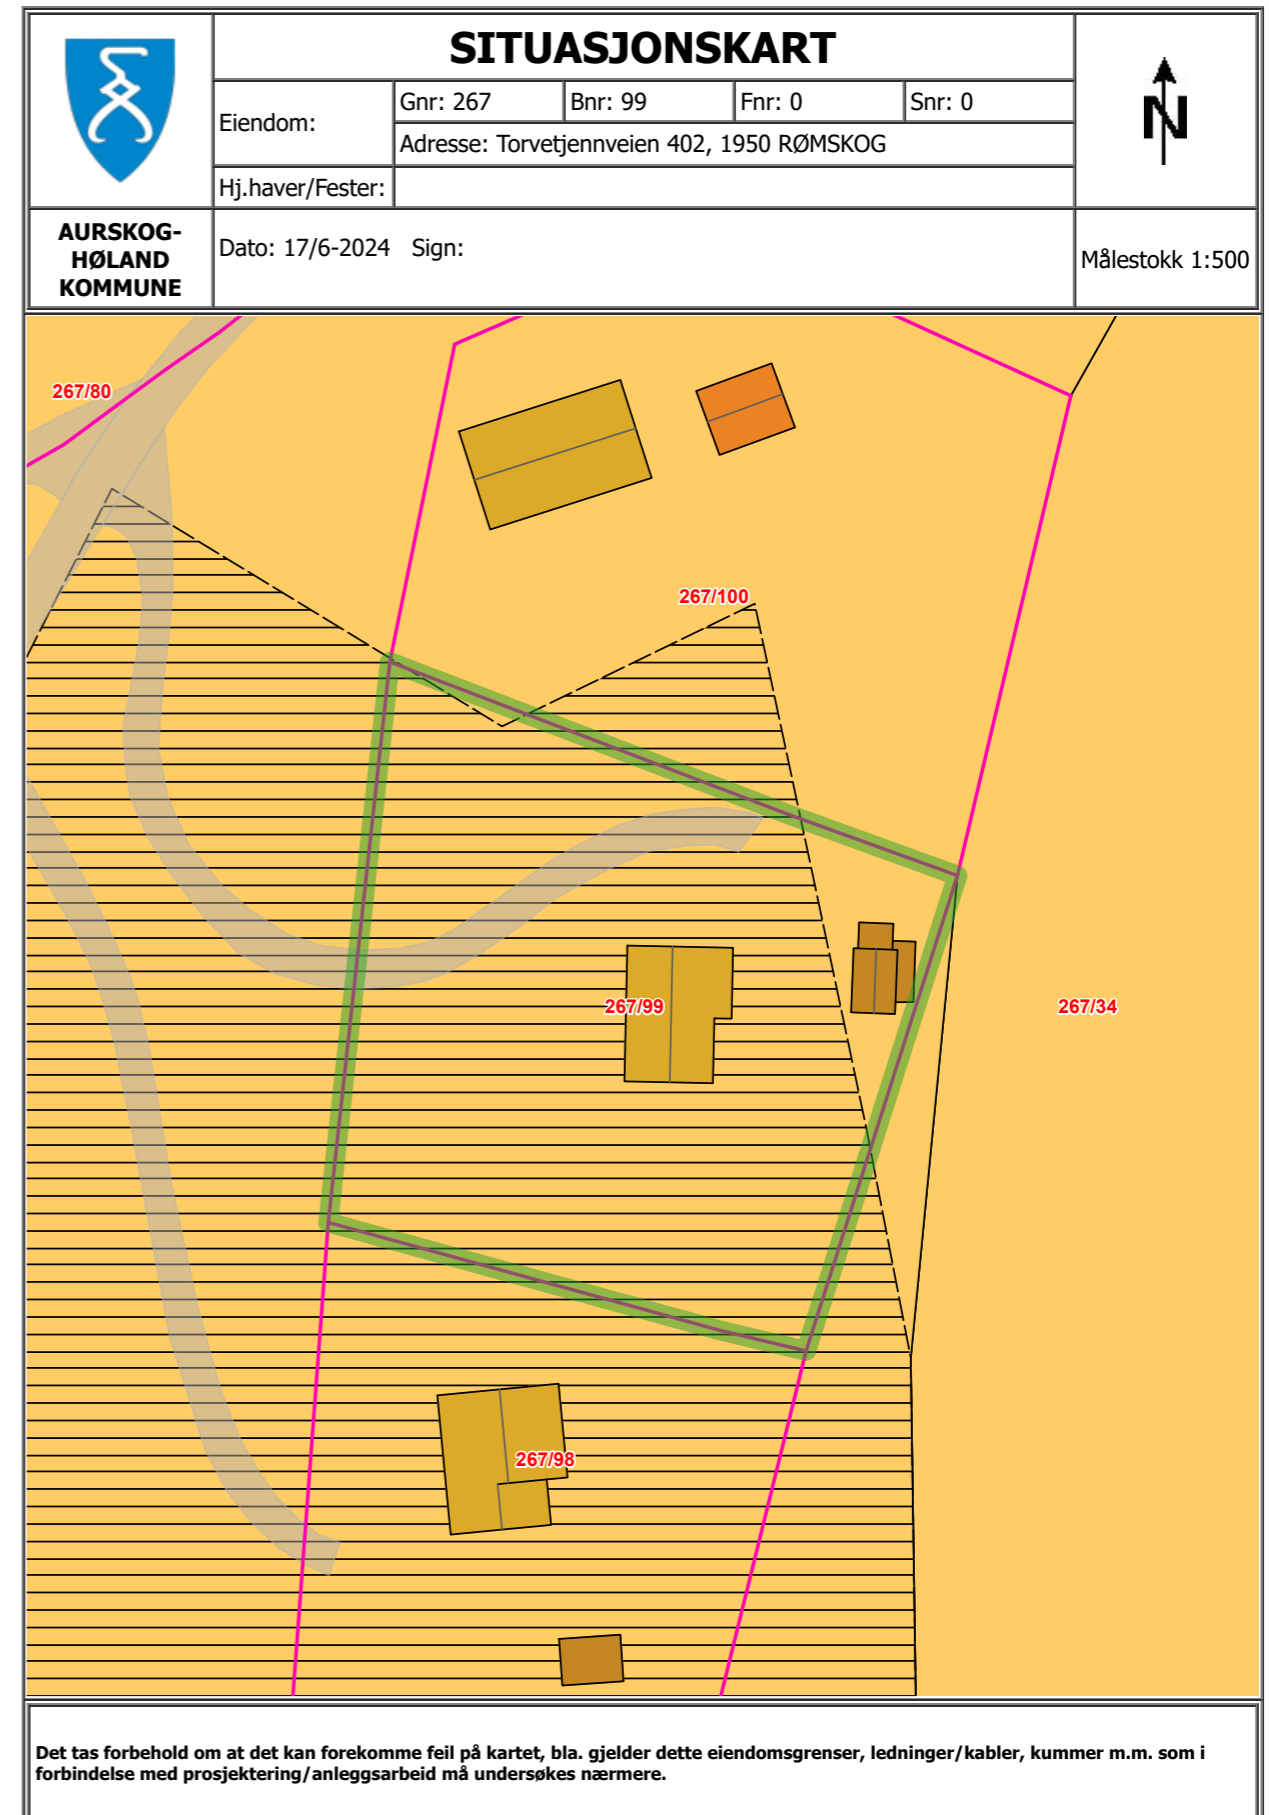 SITUASJONSKART
Eiendom:
Gnr: 267
Bnr: 99
Fnr: 0
Snr: 0
Adresse: Torvetjennveien 402, 1950 RØMSKOG
Hj.haver/Fester:
N
AURSKOG-
HØLAND
KOMMUNE
Dato: 17/6-2024 Sign:
Målestokk 1:500
267/80
267/100
267/99
267/34
267/98
Det tas forbehold om at det kan forekomme feil på kartet, bla. gjelder dette eiendomsgrenser, ledninger/kabler, kummer m.m. som i
forbindelse med prosjektering/anleggsarbeid må undersøkes nærmere.